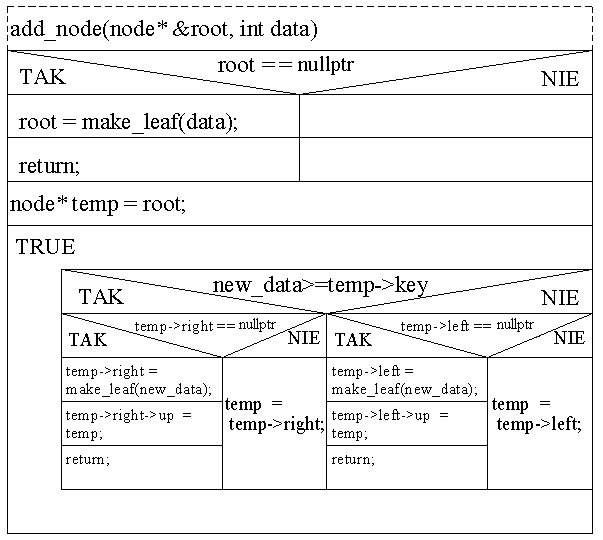 add_node(node* &root, int data)
root == nullptr
TAK NIE
root = make_leaf(data);
return;
node* temp = root;
TRUE
new_data>=temp->key
TAK NIE
temp->right == nullptr
TAK NIE
temp->left == nullptr
TAK NIE
temp->right =
make_leaf(new_data);
temp->right->up =
temp;
return;
temp =
temp->right;
temp->left =
make_leaf(new_data);
temp->left->up =
temp;
return;
temp =
temp->left;